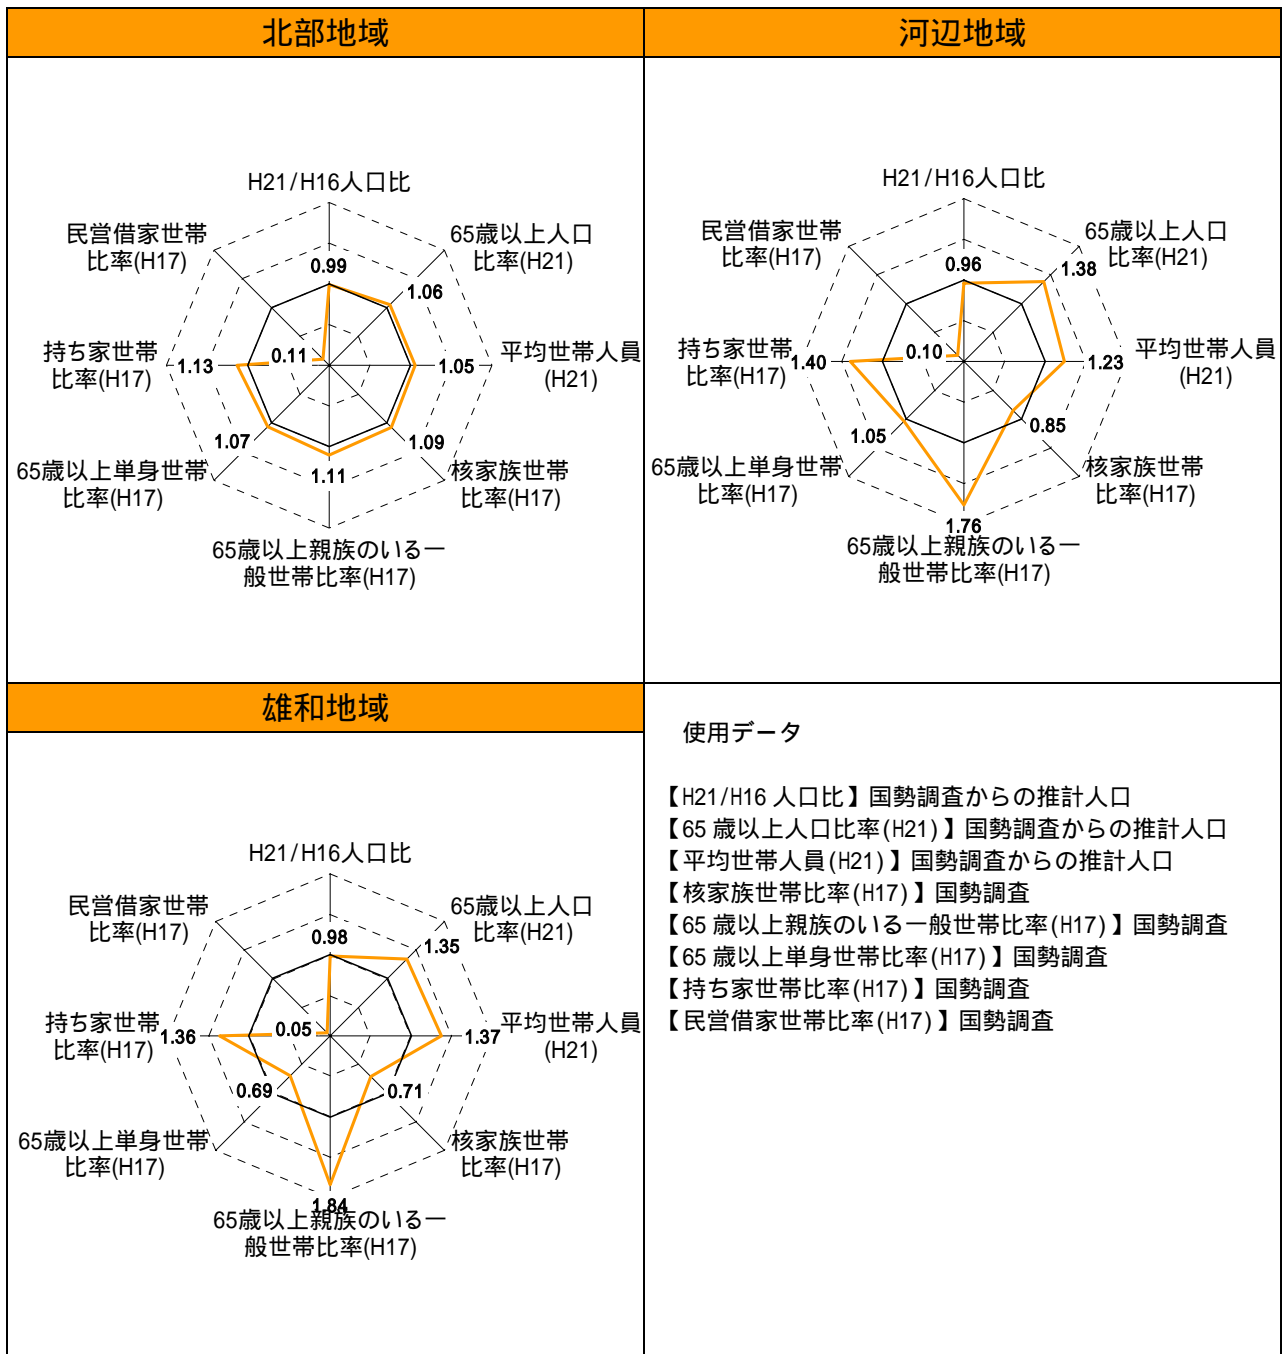 北部地域
H21/H16人口比
民営借家世帯
比率(H17)
65歳以上人口
比率(H21)
0.99
1.06
持ち家世帯
比率(H17)
1.13
0.11
1.05
平均世帯人員
(H21)
1.07
1.09
65歳以上単身世帯
比率(H17)
1.11
核家族世帯
比率(H17)
65歳以上親族のいる一
般世帯比率(H17)
河辺地域
H21/H16人口比
民営借家世帯
比率(H17)
65歳以上人口
比率(H21)
0.96
1.38
持ち家世帯
比率(H17)
1.40
0.10
1.23
平均世帯人員
(H21)
1.05
0.85
65歳以上単身世帯
比率(H17)
核家族世帯
比率(H17)
1.76
65歳以上親族のいる一
般世帯比率(H17)
雄和地域
H21/H16人口比
民営借家世帯
比率(H17)
65歳以上人口
比率(H21)
0.98
1.35
持ち家世帯
比率(H17)
1.36
0.05
1.37
平均世帯人員
(H21)
0.69
0.71
65歳以上単身世帯
比率(H17)
核家族世帯
比率(H17)
1.84
65歳以上親族のいる一
般世帯比率(H17)
使用データ
【H21/H16 人口比】国勢調査からの推計人口
【65 歳以上人口比率(H21)】国勢調査からの推計人口
【平均世帯人員(H21)】国勢調査からの推計人口
【核家族世帯比率(H17)】国勢調査
【65 歳以上親族のいる一般世帯比率(H17)】国勢調査
【65 歳以上単身世帯比率(H17)】国勢調査
【持ち家世帯比率(H17)】国勢調査
【民営借家世帯比率(H17)】国勢調査